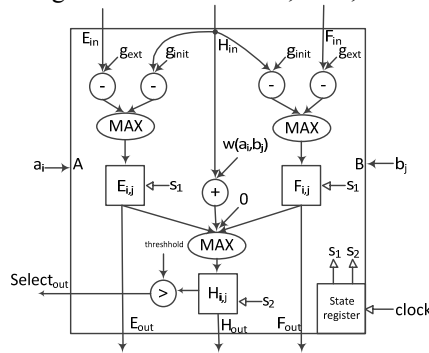 E_in g_ext g_init H_in g_init F_in g_ext
- - - -
MAX MAX
w(a_i,b_j)
a_i A B b_j
E_i,j s_1 + F_i,j s_1
0
MAX
threshhold
s_1 s_2
Select_out > H_i,j s_2 State register clock
E_out H_out F_out